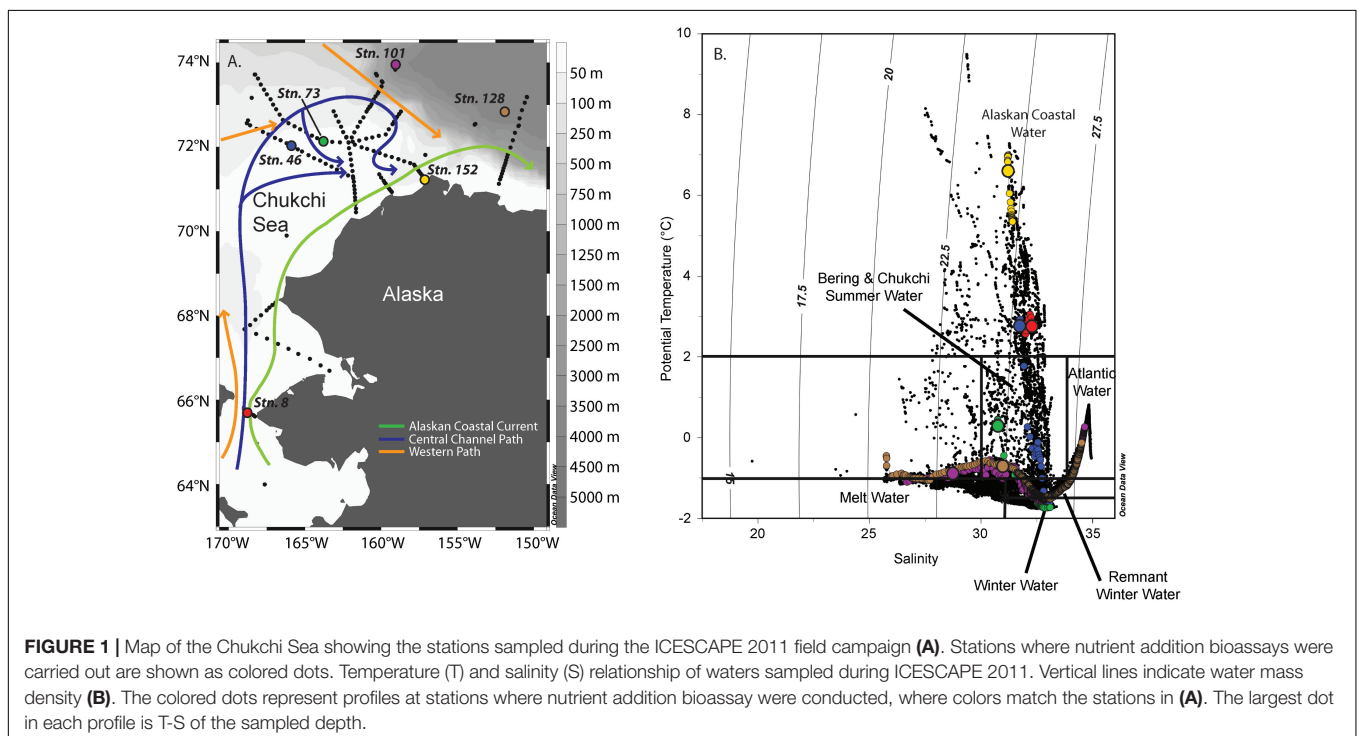 A.
Stn. 101
Stn. 73
Stn. 128
Stn. 46
Stn. 152
Chukchi
Sea
Alaska
Stn. 8
Alaskan Coastal Current
Central Channel Path
Western Path
Ocean Data View
74°N
72°N
70°N
68°N
66°N
64°N
170°W
165°W
160°W
155°W
150°W
50 m
100 m
250 m
500 m
750 m
1000 m
1250 m
1500 m
2000 m
2500 m
3000 m
3500 m
4000 m
4500 m
5000 m
B.
10
8
6
4
2
0
-2
Potential Temperature (°C)
20
27.5
17.5
22.5
25
15
Alaskan Coastal
Water
Bering & Chukchi
Summer Water
Atlantic
Water
Melt Water
20
25
30
35
Salinity
Winter Water
Remnant
Winter Water
Ocean Data View
FIGURE 1 | Map of the Chukchi Sea showing the stations sampled during the ICESCAPE 2011 field campaign (A). Stations where nutrient addition bioassays were
carried out are shown as colored dots. Temperature (T) and salinity (S) relationship of waters sampled during ICESCAPE 2011. Vertical lines indicate water mass
density (B). The colored dots represent profiles at stations where nutrient addition bioassay were conducted, where colors match the stations in (A). The largest dot
in each profile is T-S of the sampled depth.